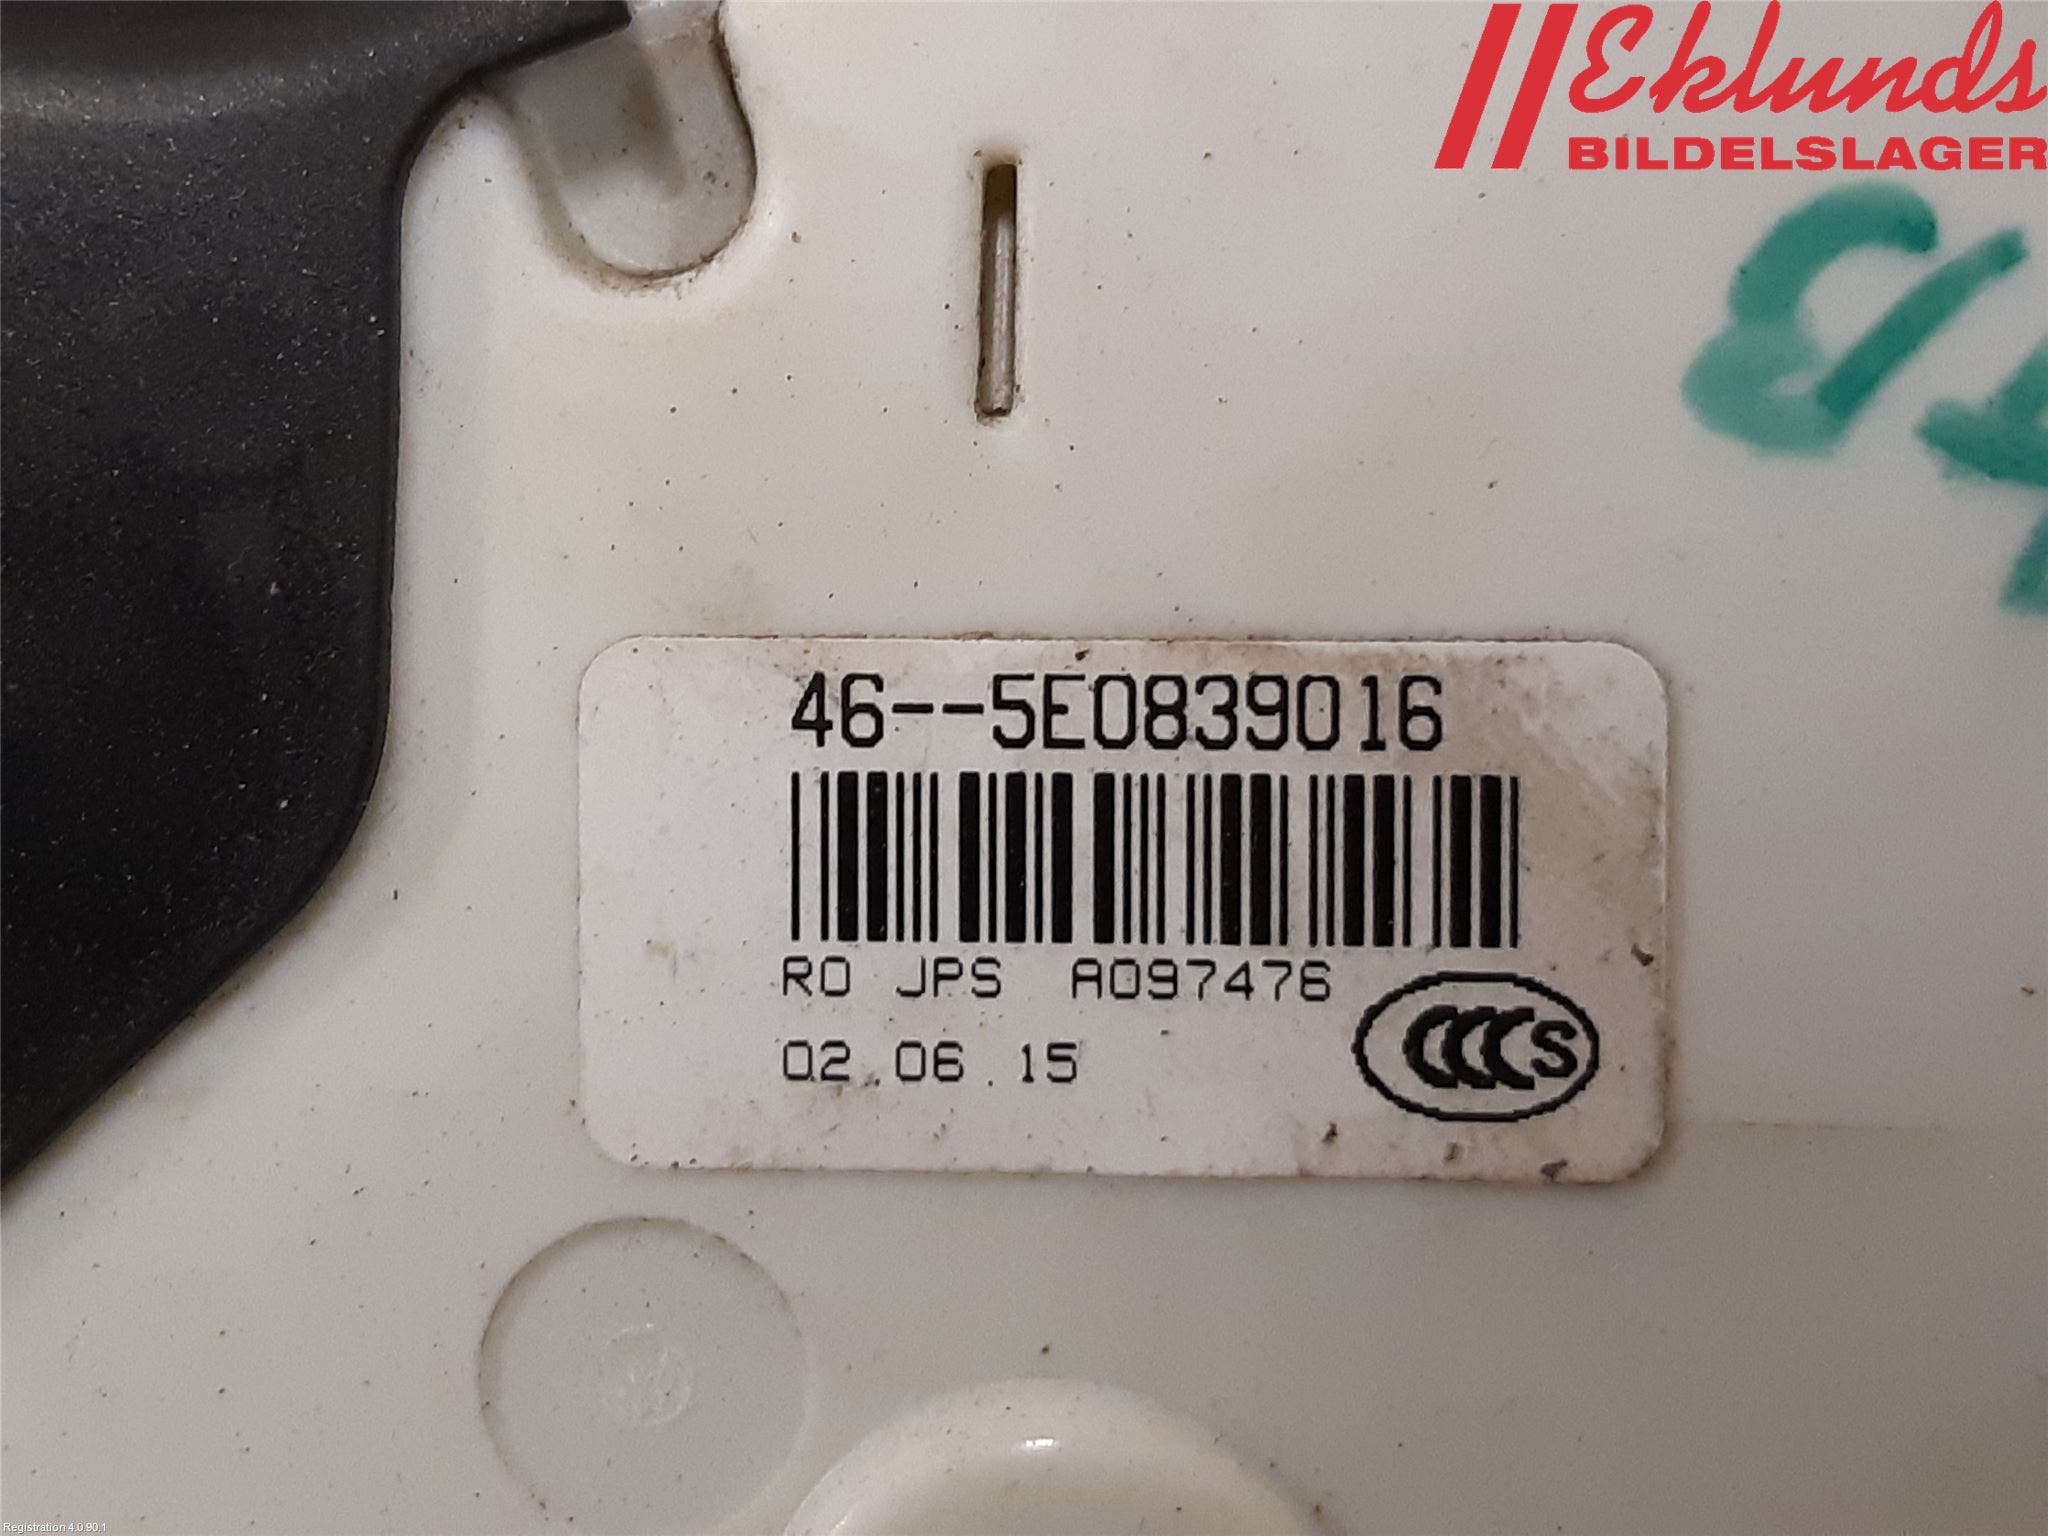 Eklunds
BILDELSLAGER
46--5E0839016
RO JPS A097476
02.06.15
CCCS
Registration 4.0.90.1